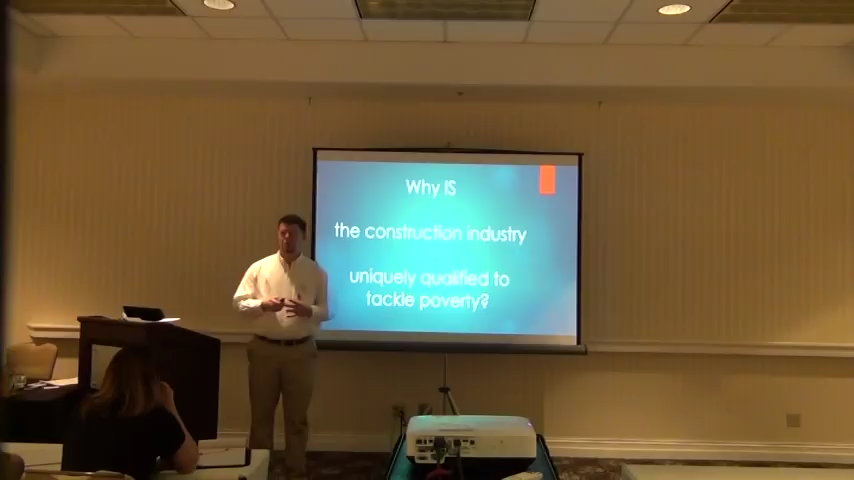 Why IS
the construction industry
uniquely qualified to
tackle poverty?